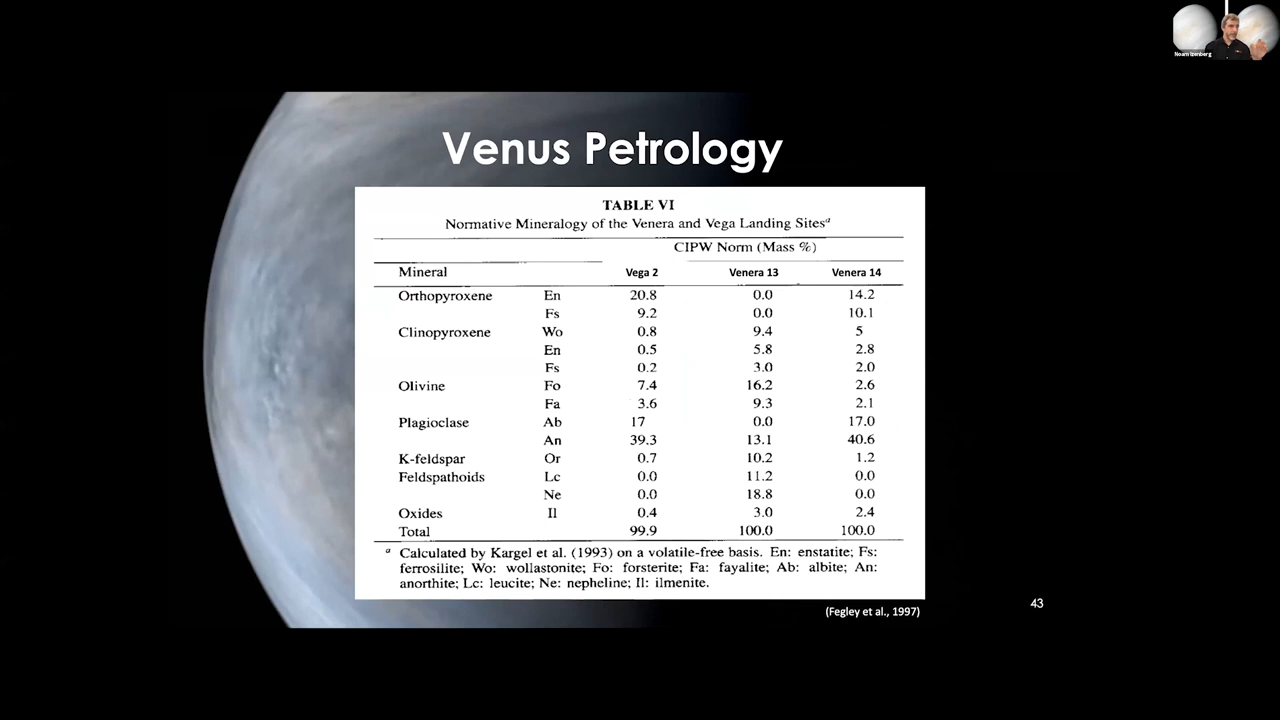 Noam Izenberg
Venus Petrology
TABLE VI
Normative Mineralogy of the Venera and Vega Landing Sitesª
CIPW Norm (Mass %)
Mineral Vega 2 Venera 13 Venera 14
Orthopyroxene En 20.8 0.0 14.2
Fs 9.2 0.0 10.1
Clinopyroxene Wo 0.8 9.4 5
En 0.5 5.8 2.8
Fs 0.2 3.0 2.0
Olivine Fo 7.4 16.2 2.6
Fa 3.6 9.3 2.1
Plagioclase Ab 17 0.0 17.0
An 39.3 13.1 40.6
K-feldspar Or 0.7 10.2 1.2
Feldspathoids Lc 0.0 11.2 0.0
Ne 0.0 18.8 0.0
Oxides Il 0.4 3.0 2.4
Total 99.9 100.0 100.0
ª Calculated by Kargel et al. (1993) on a volatile-free basis. En: enstatite; Fs:
ferrosilite; Wo: wollastonite; Fo: forsterite; Fa: fayalite; Ab: albite; An:
anorthite; Lc: leucite; Ne: nepheline; Il: ilmenite.
(Fegley et al., 1997)
43